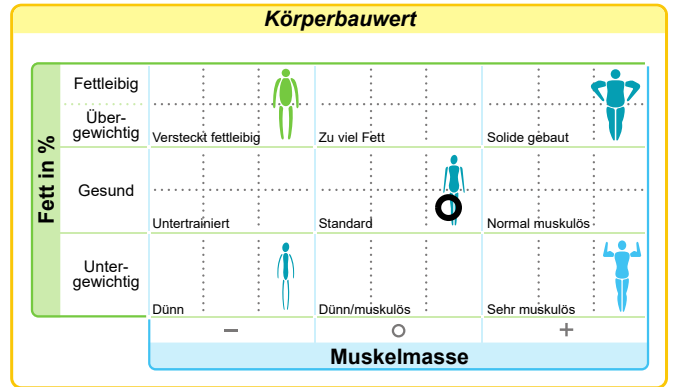 Körperbauwert
Fett in %
Fettleibig
Über-
gewichtig
Versteckt fettleibig
Zu viel Fett
Solide gebaut
Gesund
Untertrainiert
Standard
Normal muskulös
Unter-
gewichtig
Dünn
Dünn/muskulös
Sehr muskulös
− ○ +
Muskelmasse